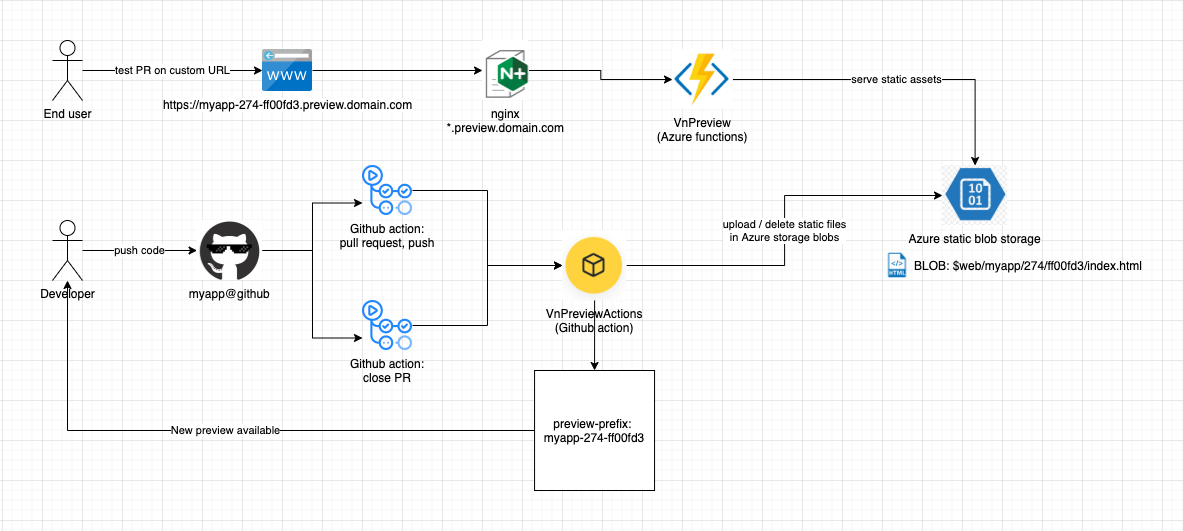 test PR on custom URL
WWW
N+
serve static assets
End user
https://myapp-274-ff00fd3.preview.domain.com
nginx
*.preview.domain.com
VnPreview
(Azure functions)
10
01
Github action:
pull request, push
upload / delete static files
in Azure storage blobs
Azure static blob storage
push code
HTML
BLOB: $web/myapp/274/ff00fd3/index.html
Developer
myapp@github
VnPreviewActions
(Github action)
Github action:
close PR
preview-prefix:
myapp-274-ff00fd3
New preview available